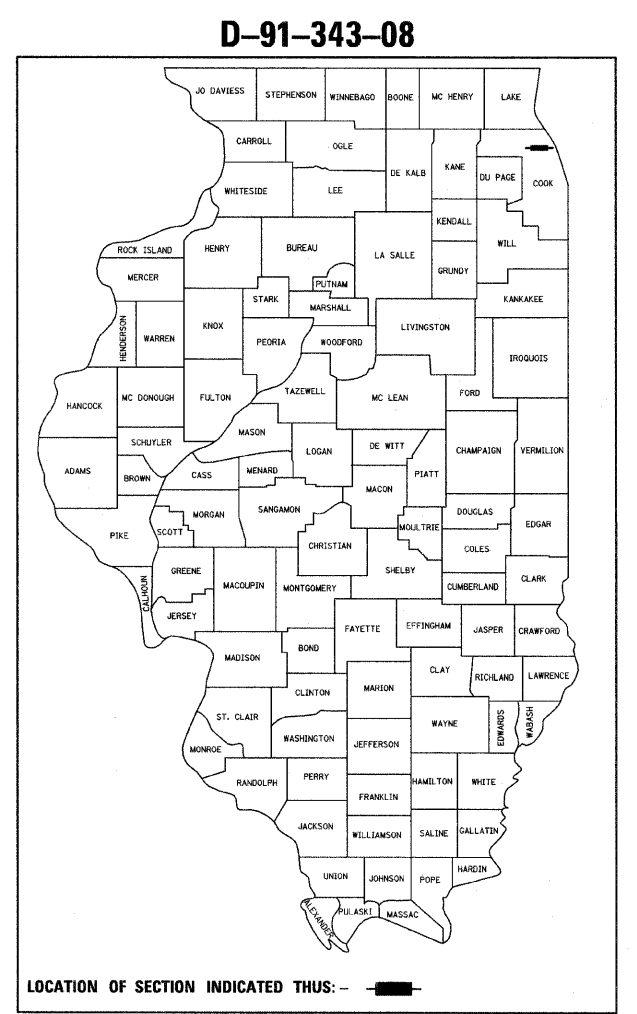 D-91-343-08
JO DAVIESS STEPHENSON WINNEBAGO BOONE MC HENRY LAKE
CARROLL OGLE DE KALB KANE DU PAGE COOK
WHITESIDE LEE
KENDALL
ROCK ISLAND HENRY BUREAU LA SALLE WILL
MERCER PUTNAM GRUNDY
STARK MARSHALL KANKAKEE
HENDERSON WARREN KNOX PEORIA WOODFORD LIVINGSTON IROQUOIS
HANCOCK MC DONOUGH FULTON TAZEWELL MC LEAN FORD
SCHUYLER MASON LOGAN DE WITT CHAMPAIGN VERMILION
ADAMS BROWN CASS MENARD MACON PIATT
PIKE SCOTT MORGAN SANGAMON MOULTRIE DOUGLAS EDGAR
CHRISTIAN COLES
CALHOUN GREENE MACOUPIN MONTGOMERY SHELBY CUMBERLAND CLARK
JERSEY
MADISON BOND FAYETTE EFFINGHAM JASPER CRAWFORD
CLINTON MARION CLAY RICHLAND LAWRENCE
ST. CLAIR WASHINGTON JEFFERSON WAYNE EDWARDS WABASH
MONROE
RANDOLPH PERRY FRANKLIN HAMILTON WHITE
JACKSON WILLIAMSON SALINE GALLATIN
UNION JOHNSON POPE HARDIN
ALEXANDER PULASKI MASSAC
LOCATION OF SECTION INDICATED THUS: -